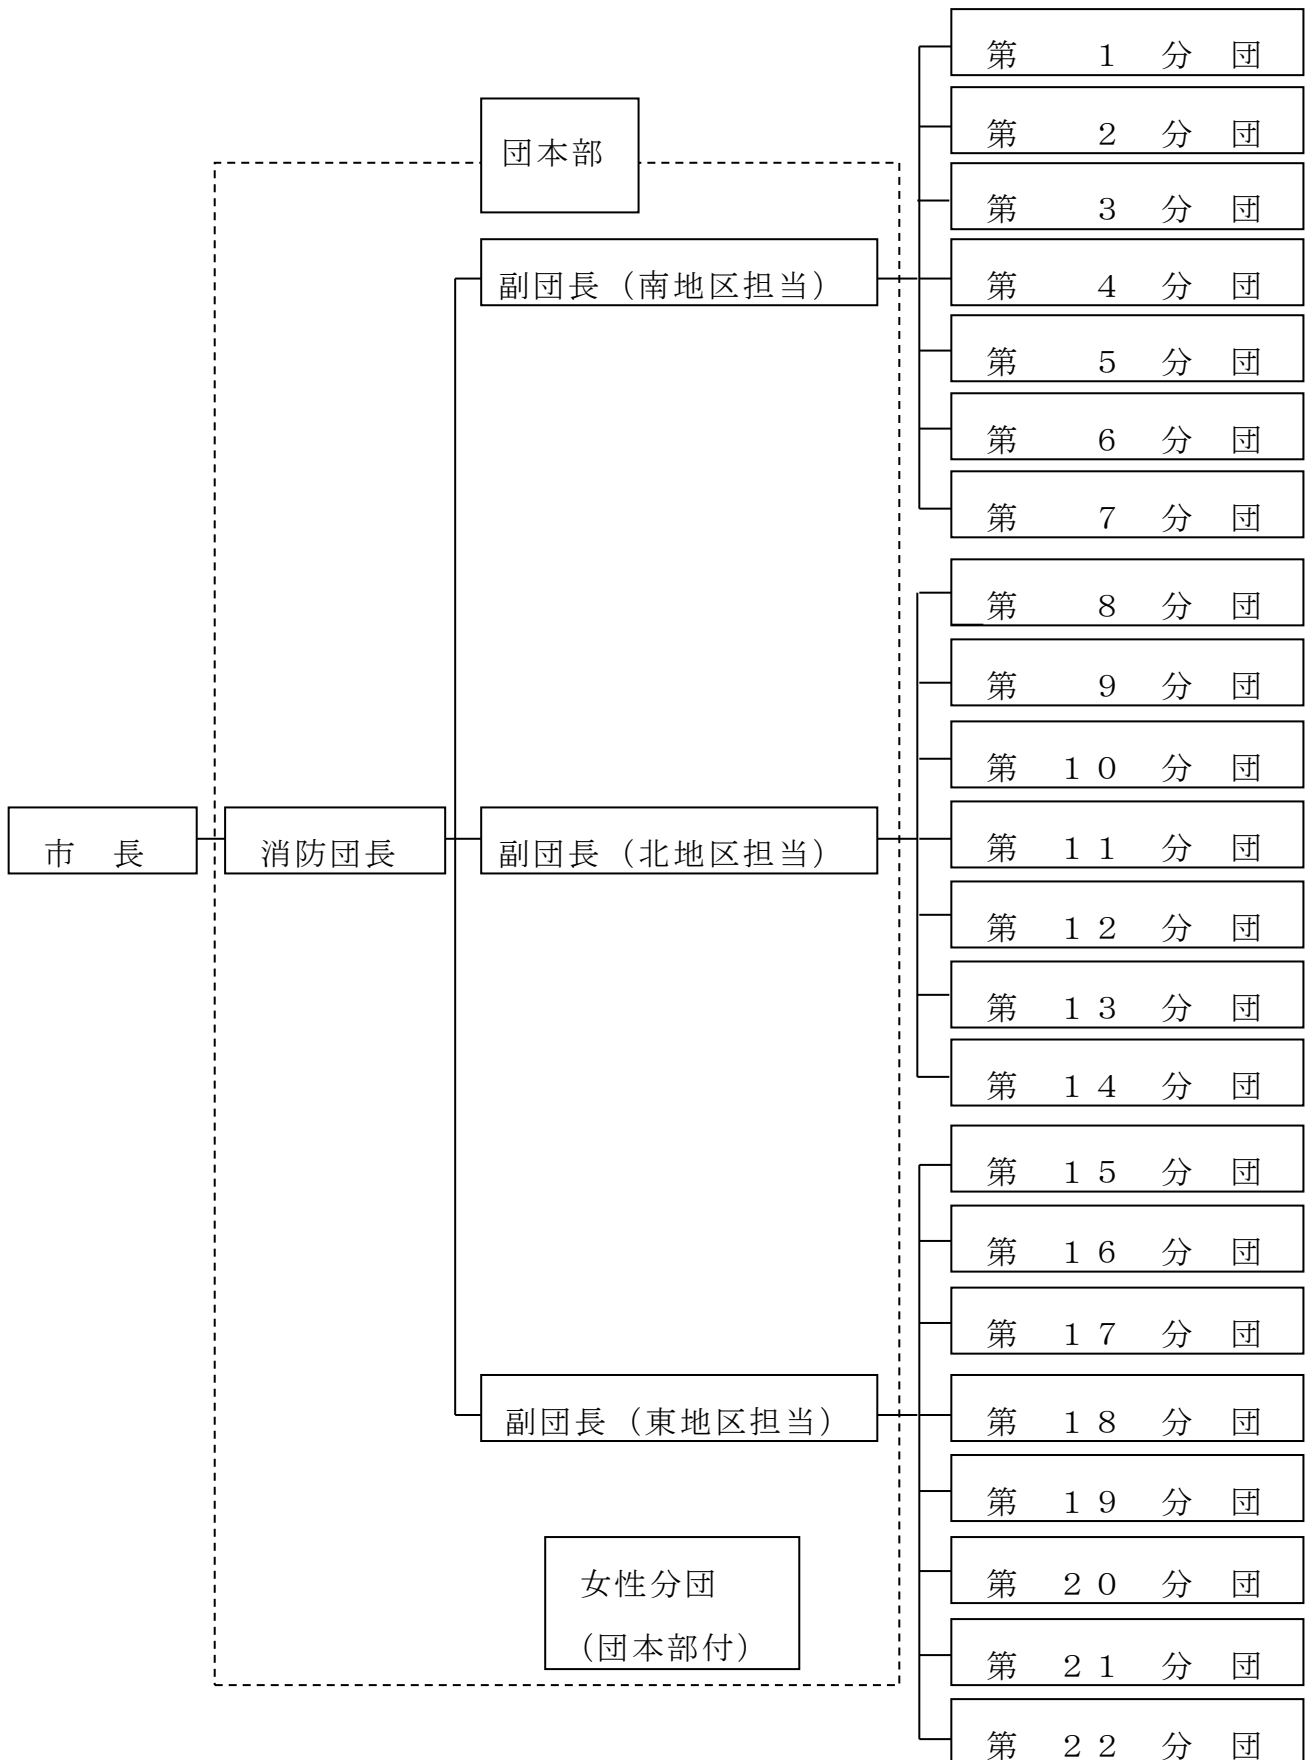 団本部
市　長
消防団長
副団長（南地区担当）
第　　１　分　団
第　　２　分　団
第　　３　分　団
第　　４　分　団
第　　５　分　団
第　　６　分　団
第　　７　分　団
副団長（北地区担当）
第　　８　分　団
第　　９　分　団
第　１０　分　団
第　１１　分　団
第　１２　分　団
第　１３　分　団
第　１４　分　団
副団長（東地区担当）
第　１５　分　団
第　１６　分　団
第　１７　分　団
第　１８　分　団
第　１９　分　団
第　２０　分　団
第　２１　分　団
第　２２　分　団
女性分団
（団本部付）